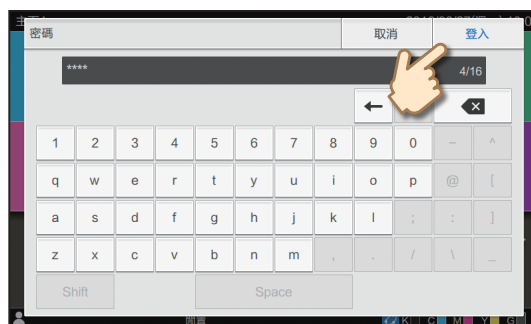 密碼 取消 登入
**** 4/16
←
1 2 3 4 5 6 7 8 9 0 - ^
q w e r t y u i o p @ [
a s d f g h j k l ; : ]
z x c v b n m , . / \ _
Shift Space
K C M Y G